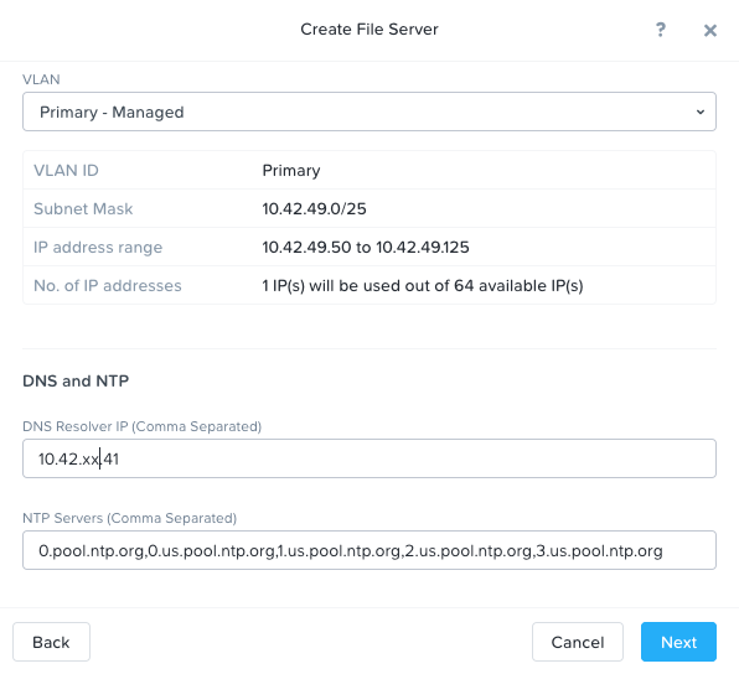 Create File Server ? ×
VLAN
Primary - Managed
VLAN ID Primary
Subnet Mask 10.42.49.0/25
IP address range 10.42.49.50 to 10.42.49.125
No. of IP addresses 1 IP(s) will be used out of 64 available IP(s)
DNS and NTP
DNS Resolver IP (Comma Separated)
10.42.xx.41
NTP Servers (Comma Separated)
0.pool.ntp.org,0.us.pool.ntp.org,1.us.pool.ntp.org,2.us.pool.ntp.org,3.us.pool.ntp.org
Back Cancel Next